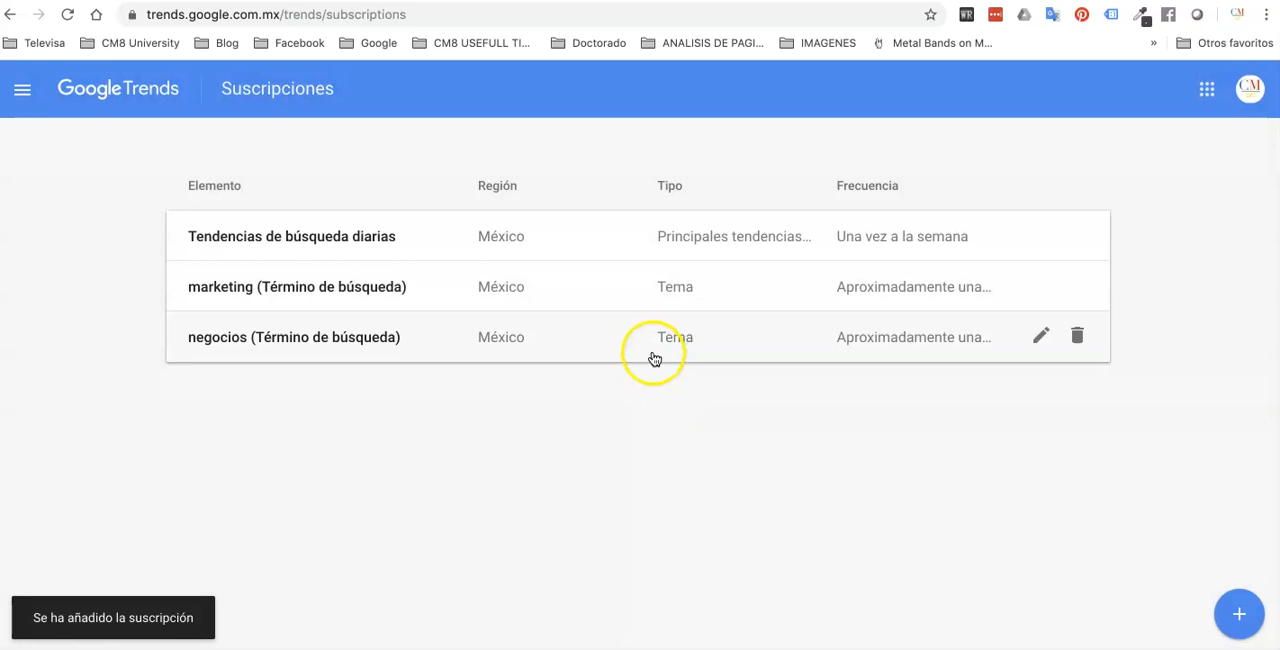 trends.google.com.mx/trends/subscriptions
WR
CM
Televisa CM8 University Blog Facebook Google CM8 USEFULL TI... Doctorado ANALISIS DE PAGI... IMAGENES Metal Bands on M... » Otros favoritos
Google Trends Suscripciones CM
Elemento Región Tipo Frecuencia
Tendencias de búsqueda diarias México Principales tendencias... Una vez a la semana
marketing (Término de búsqueda) México Tema Aproximadamente una...
negocios (Término de búsqueda) México Tema Aproximadamente una...
Se ha añadido la suscripción